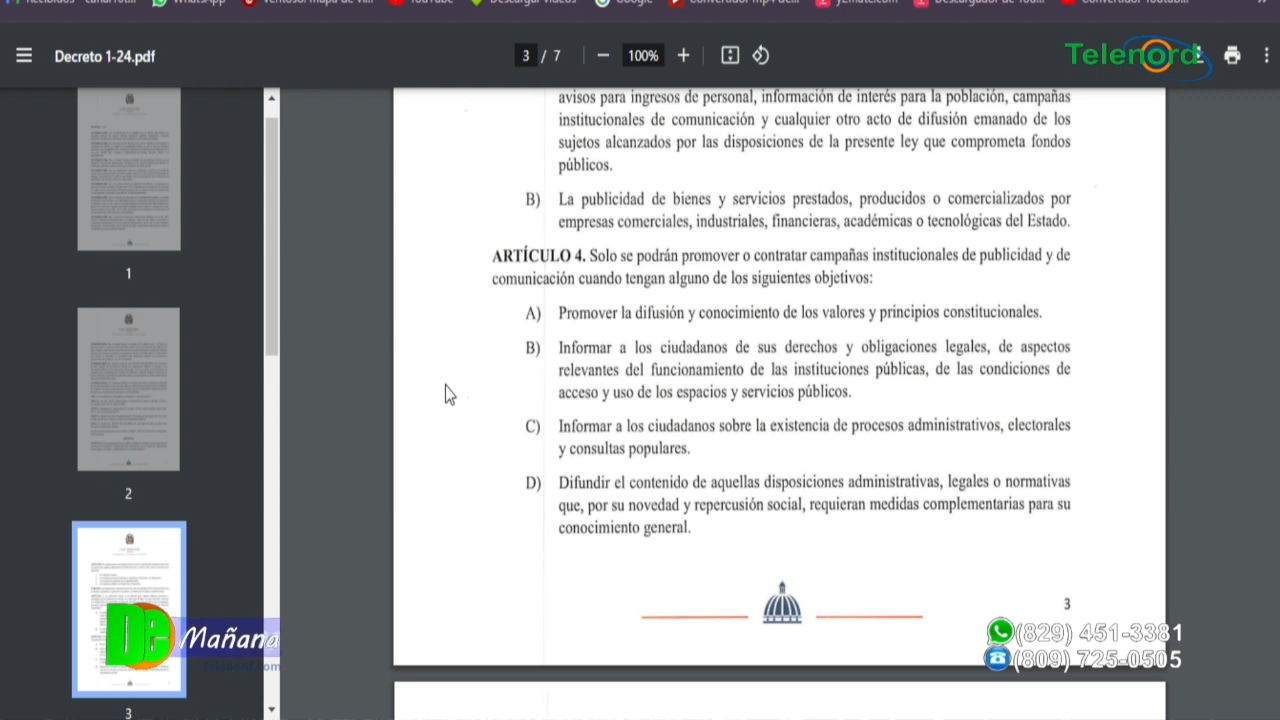 WhatsApp
YouTube
Descargar videos
Google
Decreto 1-24.pdf
3 / 7
100%
Telenord
avisos para ingresos de personal, información de interés para la población, campañas
institucionales de comunicación y cualquier otro acto de difusión emanado de los
sujetos alcanzados por las disposiciones de la presente ley que comprometa fondos
públicos.
B) La publicidad de bienes y servicios prestados, producidos o comercializados por
empresas comerciales, industriales, financieras, académicas o tecnológicas del Estado.
ARTÍCULO 4. Solo se podrán promover o contratar campañas institucionales de publicidad y de
comunicación cuando tengan alguno de los siguientes objetivos:
A) Promover la difusión y conocimiento de los valores y principios constitucionales.
B) Informar a los ciudadanos de sus derechos y obligaciones legales, de aspectos
relevantes del funcionamiento de las instituciones públicas, de las condiciones de
acceso y uso de los espacios y servicios públicos.
C) Informar a los ciudadanos sobre la existencia de procesos administrativos, electorales
y consultas populares.
D) Difundir el contenido de aquellas disposiciones administrativas, legales o normativas
que, por su novedad y repercusión social, requieran medidas complementarias para su
conocimiento general.
3
1
2
3
De Mañana
Telenord.com
(829) 451-3381
(809) 725-0505